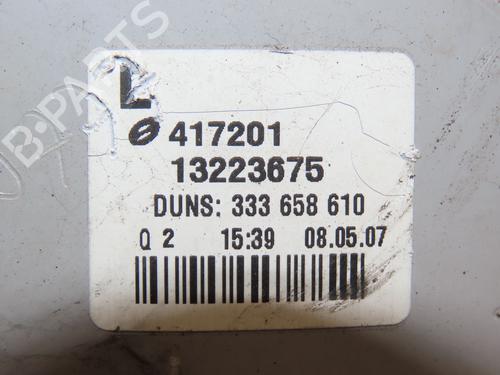 B-PARTS
L
417201
13223675
DUNS: 333 658 610
Q 2 15:39 08.05.07